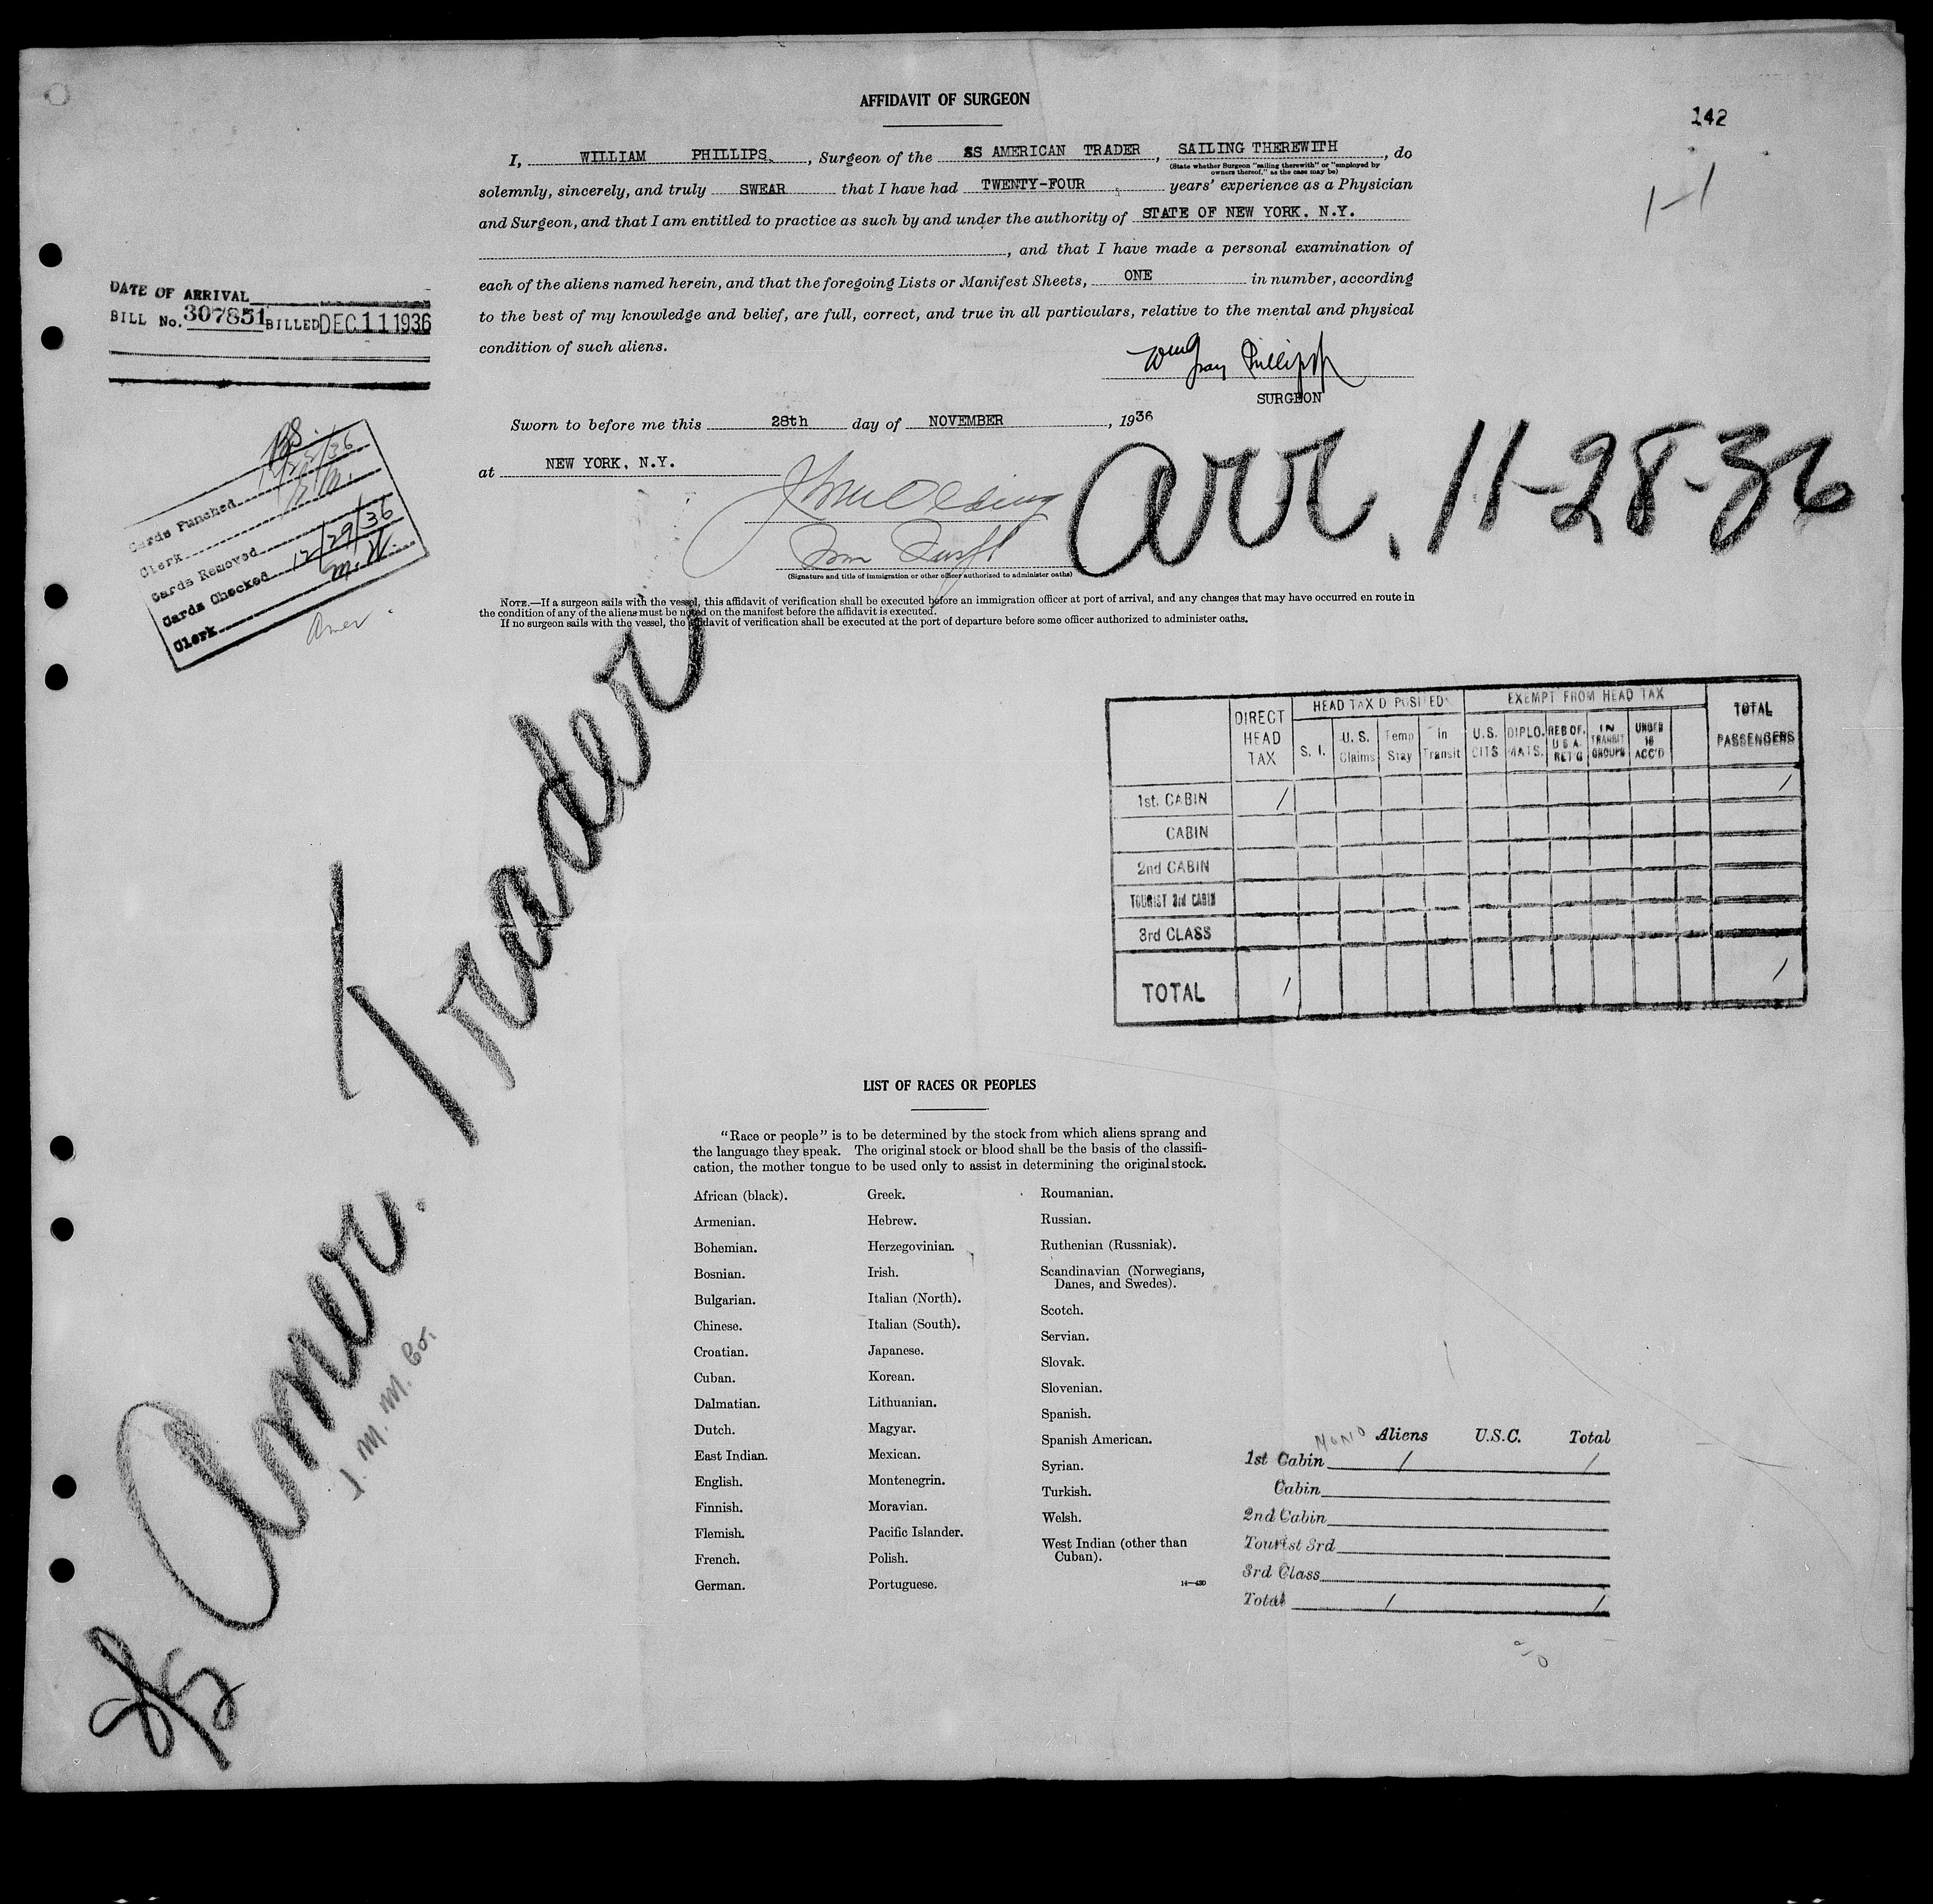 AFFIDAVIT OF SURGEON
142
1-1
I, WILLIAM PHILLIPS, Surgeon of the SS AMERICAN TRADER, SAILING THEREWITH, do
(State whether Surgeon "sailing therewith" or "employed by
owners thereof," as the case may be)
solemnly, sincerely, and truly SWEAR that I have had TWENTY-FOUR years' experience as a Physician
and Surgeon, and that I am entitled to practice as such by and under the authority of STATE OF NEW YORK. N.Y.
, and that I have made a personal examination of
each of the aliens named herein, and that the foregoing Lists or Manifest Sheets, ONE in number, according
to the best of my knowledge and belief, are full, correct, and true in all particulars, relative to the mental and physical
condition of such aliens.
DATE OF ARRIVAL
BILL No. 307851 BILLED DEC 11 1936
Wm Gray Phillips
SURGEON
Sworn to before me this 28th day of NOVEMBER, 1936
at NEW YORK, N.Y.
Arr. 11-28-36
(Signature and title of immigration or other officer authorized to administer oaths)
Cards Punched
Clerk
Cards Removed
Cards Checked 12/29/36
Clerk M.W.
Amer.
NOTE.—If a surgeon sails with the vessel, this affidavit of verification shall be executed before an immigration officer at port of arrival, and any changes that may have occurred en route in
the condition of any of the aliens must be noted on the manifest before the affidavit is executed.
If no surgeon sails with the vessel, the affidavit of verification shall be executed at the port of departure before some officer authorized to administer oaths.
SS Amer. Trader
I. M. M. Co.
DIRECT HEAD TAX
HEAD TAX D POSITED
EXEMPT FROM HEAD TAX
TOTAL PASSENGERS
S. I. U. S. Claims Temp Stay In Transit U.S. CITS DIPLO. MATS. RES OF. U S A. RET'G IN TRANSIT GROUPS UNDER 16 ACC'D
1st. CABIN 1 1
CABIN
2nd CABIN
TOURIST 3rd CABIN
3rd CLASS
TOTAL 1 1
LIST OF RACES OR PEOPLES
"Race or people" is to be determined by the stock from which aliens sprang and
the language they speak. The original stock or blood shall be the basis of the classifi-
cation, the mother tongue to be used only to assist in determining the original stock.
African (black).
Armenian.
Bohemian.
Bosnian.
Bulgarian.
Chinese.
Croatian.
Cuban.
Dalmatian.
Dutch.
East Indian.
English.
Finnish.
Flemish.
French.
German.
Greek.
Hebrew.
Herzegovinian.
Irish.
Italian (North).
Italian (South).
Japanese.
Korean.
Lithuanian.
Magyar.
Mexican.
Montenegrin.
Moravian.
Pacific Islander.
Polish.
Portuguese.
Roumanian.
Russian.
Ruthenian (Russniak).
Scandinavian (Norwegians,
Danes, and Swedes).
Scotch.
Servian.
Slovak.
Slovenian.
Spanish.
Spanish American.
Syrian.
Turkish.
Welsh.
West Indian (other than
Cuban).
14—430
Aliens U.S.C. Total
1st Cabin 1 1
Cabin
2nd Cabin
Tourist 3rd
3rd Class
Total 1 1